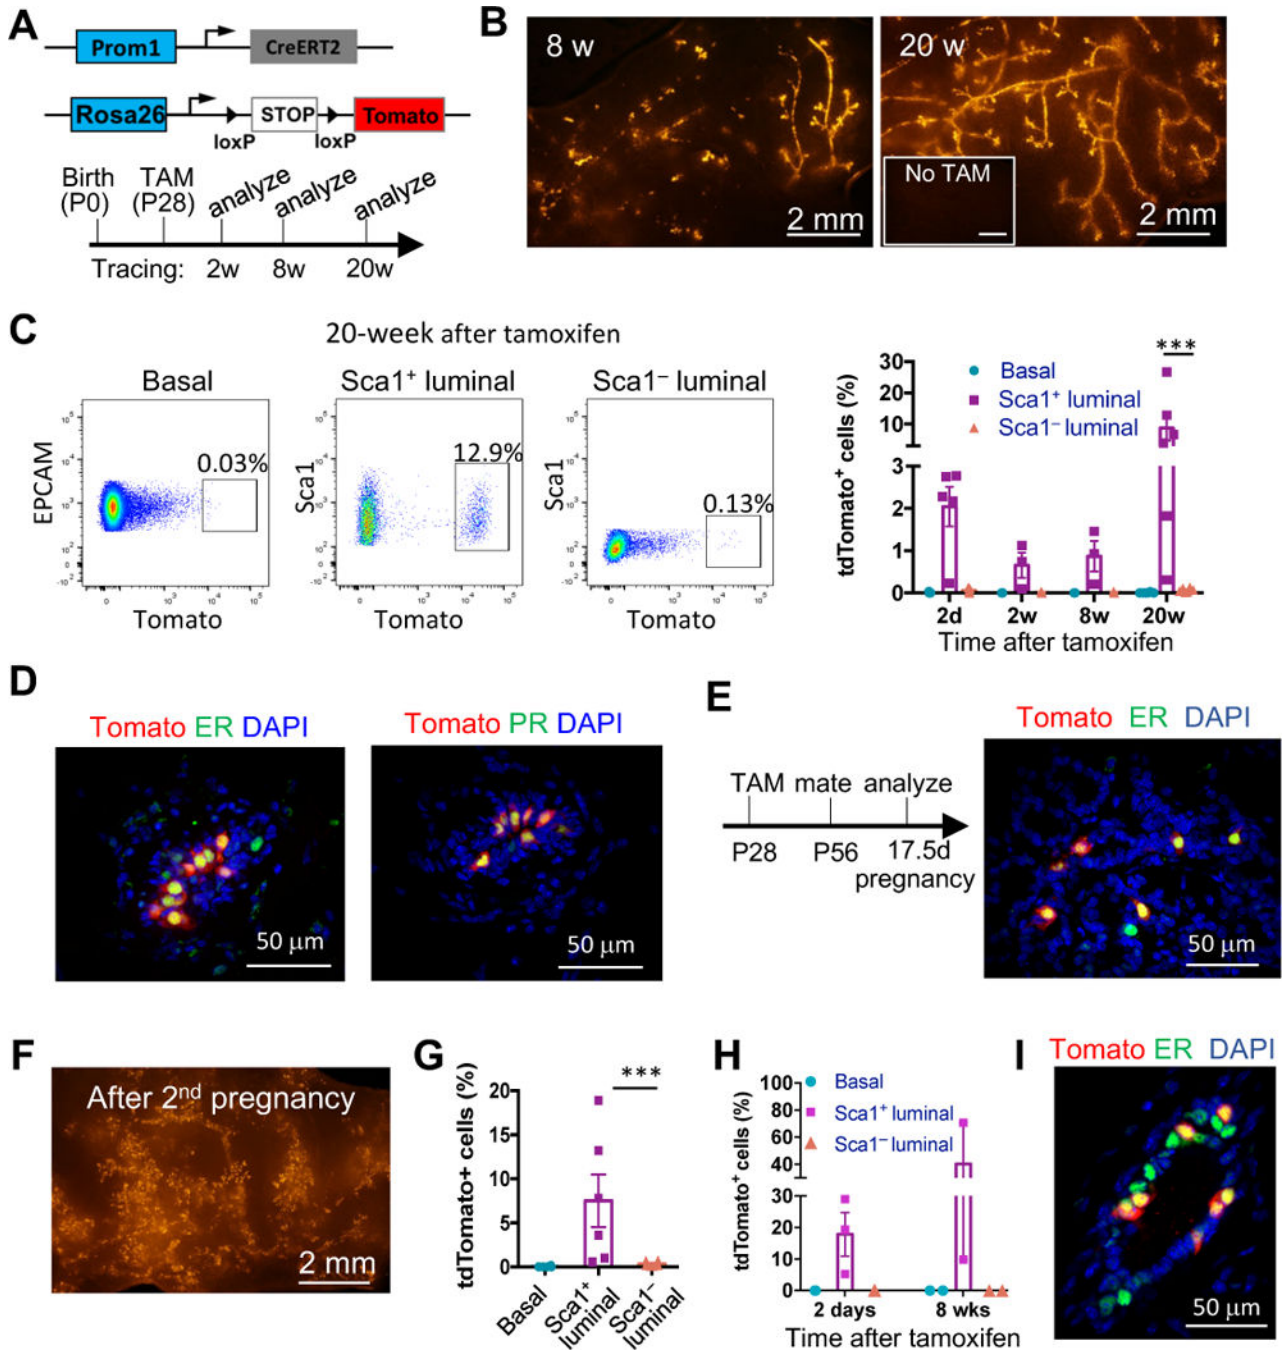 A
Prom1
CreERT2
Rosa26
STOP
Tomato
loxP
loxP
Birth
(P0)
TAM
(P28)
analyze
analyze
analyze
Tracing:
2w
8w
20w
B
8 w
2 mm
20 w
No TAM
2 mm
C
20-week after tamoxifen
Basal
Sca1⁺ luminal
Sca1⁻ luminal
0.03%
12.9%
0.13%
EPCAM
Sca1
Sca1
Tomato
Tomato
Tomato
***
tdTomato⁺ cells (%)
40
30
20
10
3
2
1
0
Basal
Sca1⁺ luminal
Sca1⁻ luminal
2d
2w
8w
20w
Time after tamoxifen
D
Tomato ER DAPI
50 μm
Tomato PR DAPI
50 μm
E
TAM mate analyze
P28
P56
17.5d
pregnancy
Tomato ER DAPI
50 μm
F
After 2nd pregnancy
2 mm
G
***
tdTomato+ cells (%)
20
15
10
5
0
Basal
Sca1⁺
luminal
Sca1⁻
luminal
H
tdTomato⁺ cells (%)
100
80
60
40
30
20
10
0
Basal
Sca1⁺ luminal
Sca1⁻ luminal
2 days
8 wks
Time after tamoxifen
I
Tomato ER DAPI
50 μm